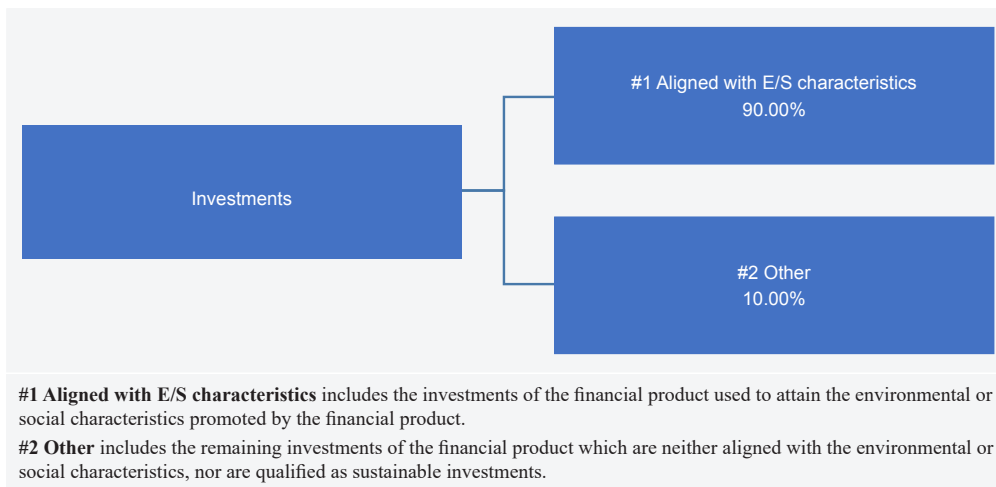 #1 Aligned with E/S characteristics
90.00%
Investments
#2 Other
10.00%
#1 Aligned with E/S characteristics includes the investments of the financial product used to attain the environmental or
social characteristics promoted by the financial product.
#2 Other includes the remaining investments of the financial product which are neither aligned with the environmental or
social characteristics, nor are qualified as sustainable investments.